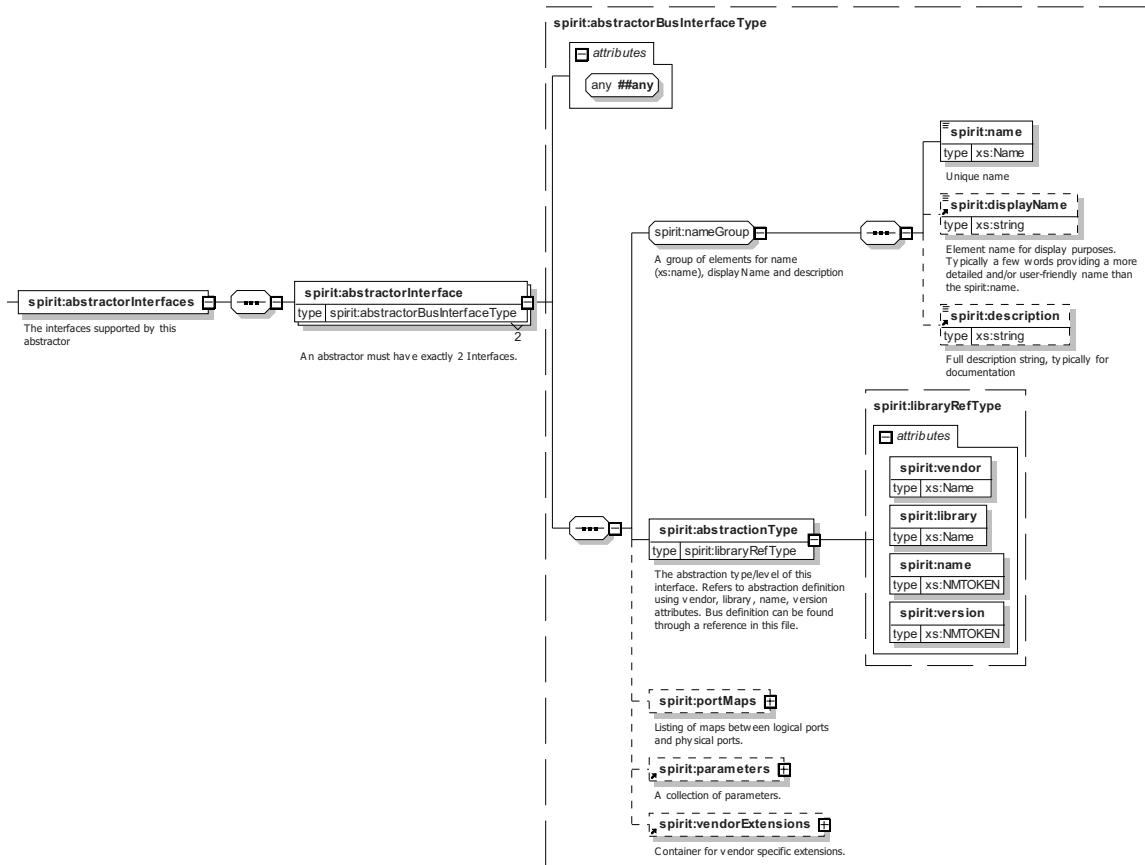 spirit:abstractorBusInterfaceType
attributes
any ##any
spirit:name
type xs:Name
Unique name
spirit:displayName
type xs:string
Element name for display purposes.
Typically a few words providing a more
detailed and/or user-friendly name than
the spirit:name.
spirit:description
type xs:string
Full description string, typically for
documentation
spirit:nameGroup
A group of elements for name
(xs:name), displayName and description
spirit:abstractorInterfaces
The interfaces supported by this
abstractor
spirit:abstractorInterface
type spirit:abstractorBusInterfaceType
2
An abstractor must have exactly 2 Interfaces.
spirit:libraryRefType
attributes
spirit:vendor
type xs:Name
spirit:library
type xs:Name
spirit:name
type xs:NMTOKEN
spirit:version
type xs:NMTOKEN
spirit:abstractionType
type spirit:libraryRefType
The abstraction type/level of this
interface. Refers to abstraction definition
using vendor, library, name, version
attributes. Bus definition can be found
through a reference in this file.
spirit:portMaps
Listing of maps between logical ports
and physical ports.
spirit:parameters
A collection of parameters.
spirit:vendorExtensions
Container for vendor specific extensions.